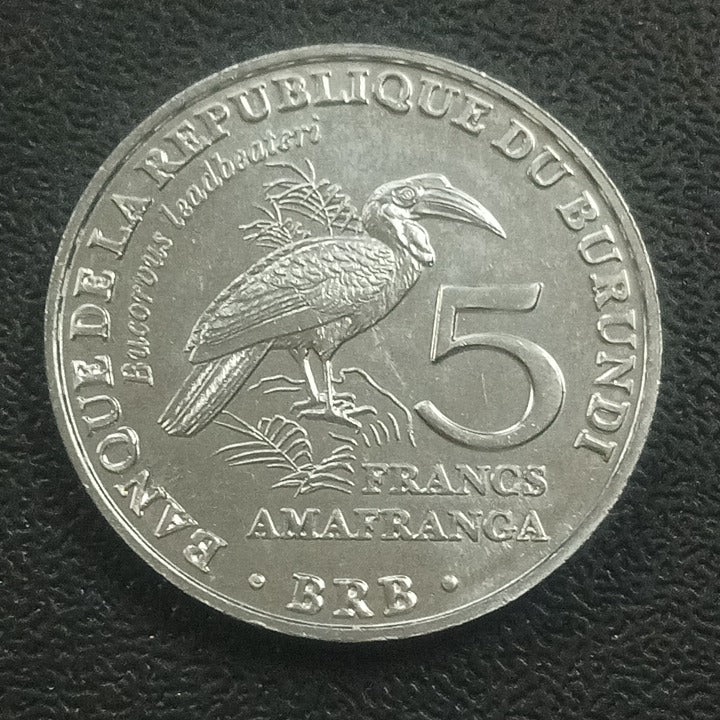 BANQUE DE LA REPUBLIQUE DU BURUNDI
Bucorvus leadbeateri
5
FRANCS
AMAFRANGA
· BRB ·